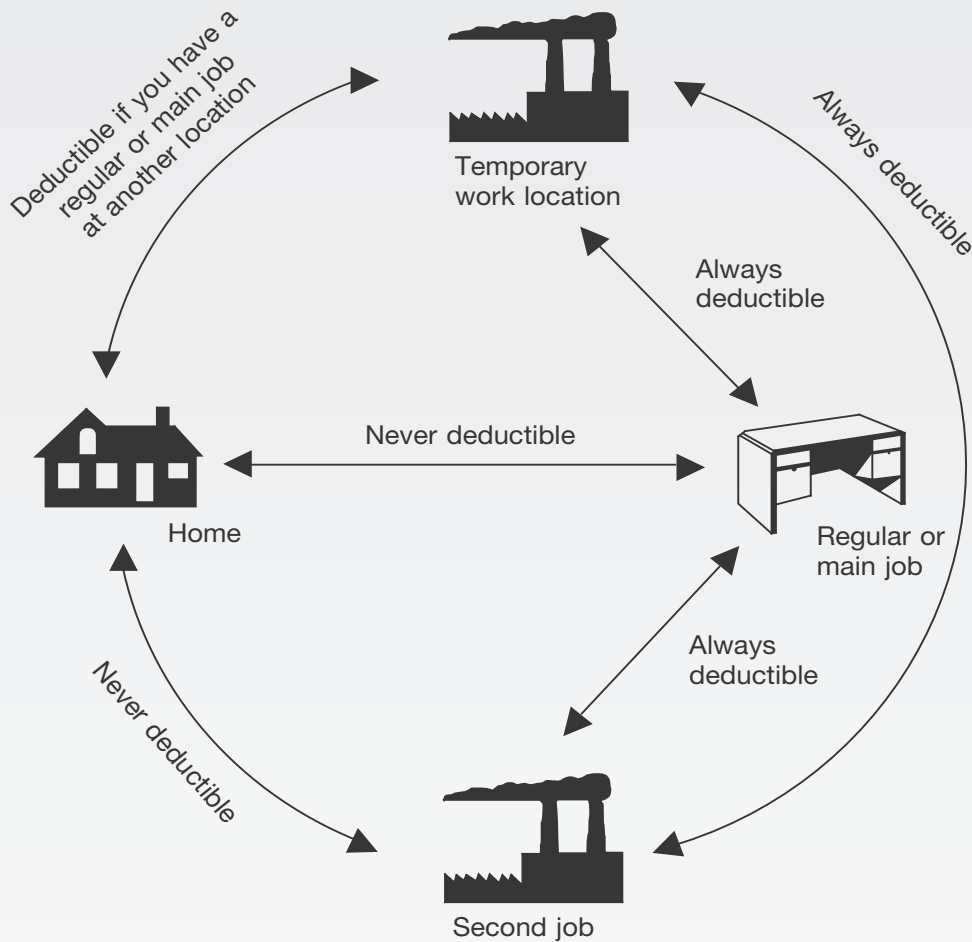 Deductible if you have a
regular or main job
at another location
Temporary
work location
Always deductible
Always
deductible
Never deductible
Home
Regular or
main job
Always
deductible
Never deductible
Second job